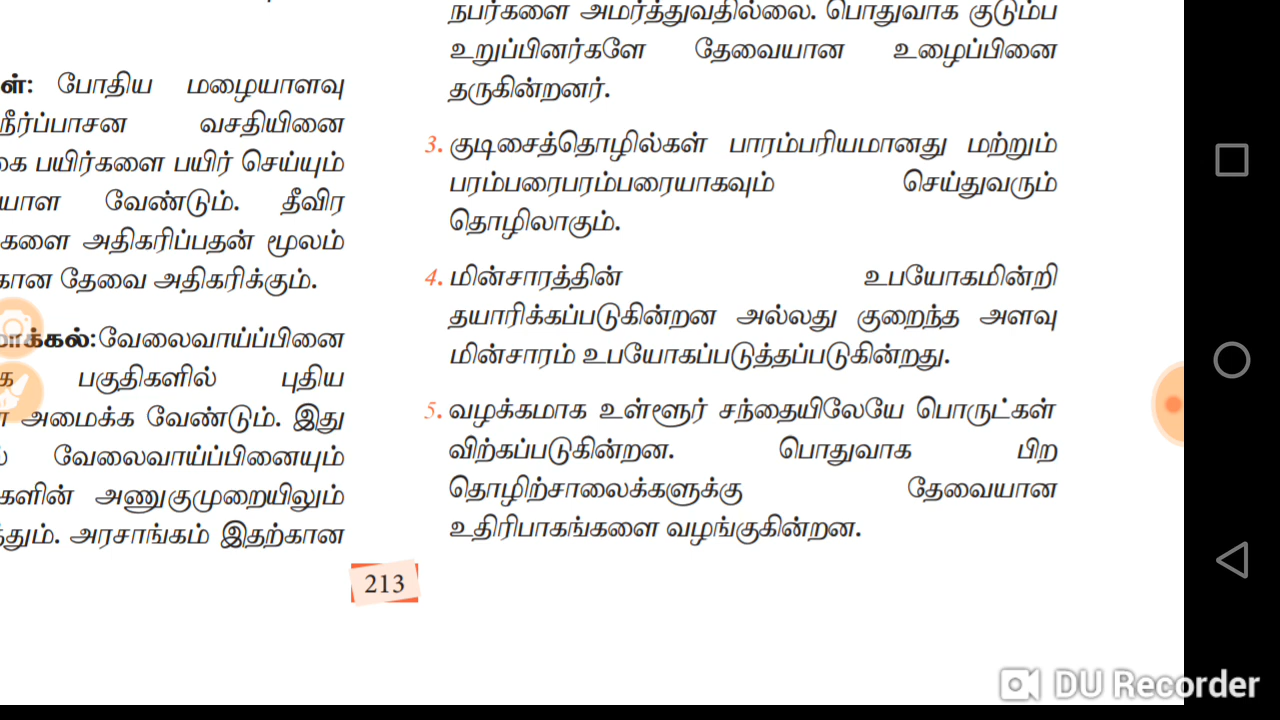 ள்: போதிய மழையாளவு
நீர்ப்பாசன வசதியினை
கை பயிர்களை பயிர் செய்யும்
யாள வேண்டும். தீவிர
களை அதிகரிப்பதன் மூலம்
கான தேவை அதிகரிக்கும்.
மாக்கல்:வேலைவாய்ப்பினை
க பகுதிகளில் புதிய
அமைக்க வேண்டும். இது
வேலைவாய்ப்பினையும்
களின் அணுகுமுறையிலும்
த்தும். அரசாங்கம் இதற்கான
நபர்களை அமர்த்துவதில்லை. பொதுவாக குடும்ப
உறுப்பினர்களே தேவையான உழைப்பினை
தருகின்றனர்.
3. குடிசைத்தொழில்கள் பாரம்பரியமானது மற்றும்
பரம்பரைபரம்பரையாகவும் செய்துவரும்
தொழிலாகும்.
4. மின்சாரத்தின் உபயோகமின்றி
தயாரிக்கப்படுகின்றன அல்லது குறைந்த அளவு
மின்சாரம் உபயோகப்படுத்தப்படுகின்றது.
5. வழக்கமாக உள்ளூர் சந்தையிலேயே பொருட்கள்
விற்கப்படுகின்றன. பொதுவாக பிற
தொழிற்சாலைக்களுக்கு தேவையான
உதிரிபாகங்களை வழங்குகின்றன.
213
DU Recorder